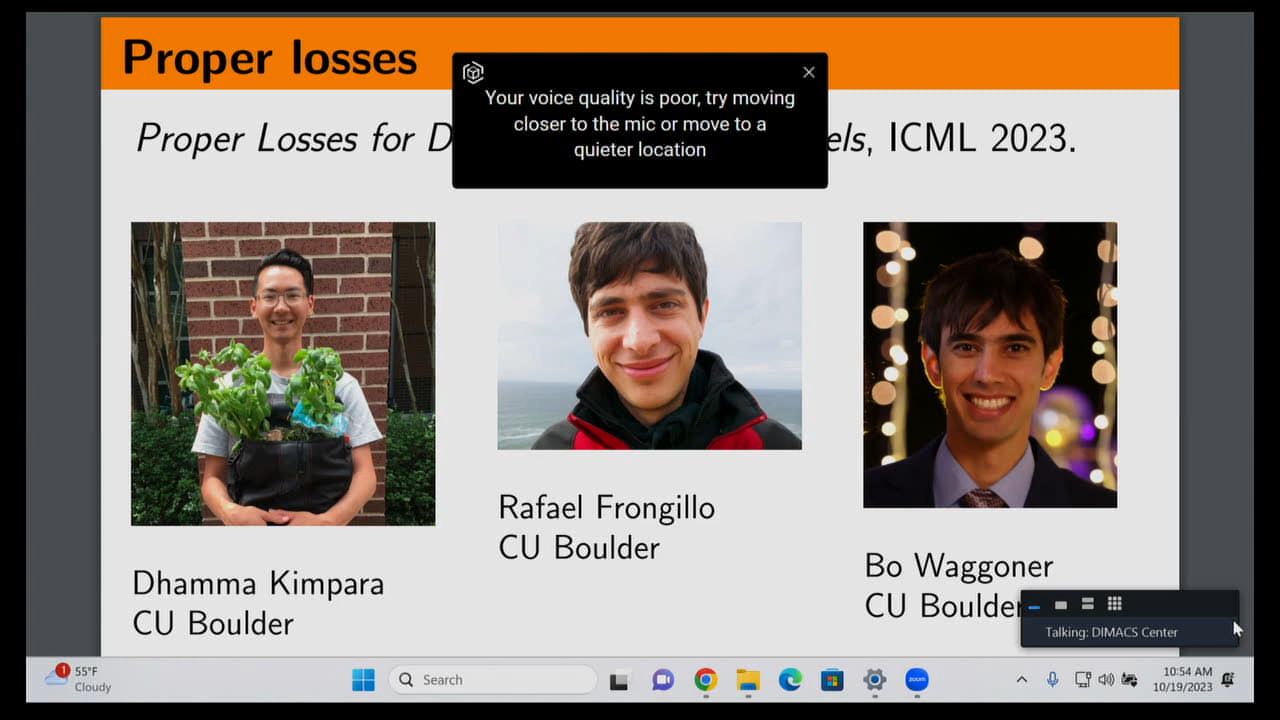 Proper losses
Your voice quality is poor, try moving
closer to the mic or move to a
quieter location
Proper Losses for D
els, ICML 2023.
Rafael Frongillo
CU Boulder
Bo Waggoner
CU Boulder
Dhamma Kimpara
CU Boulder
Talking: DIMACS Center
1
55°F
Cloudy
Search
zoom
10:54 AM
10/19/2023